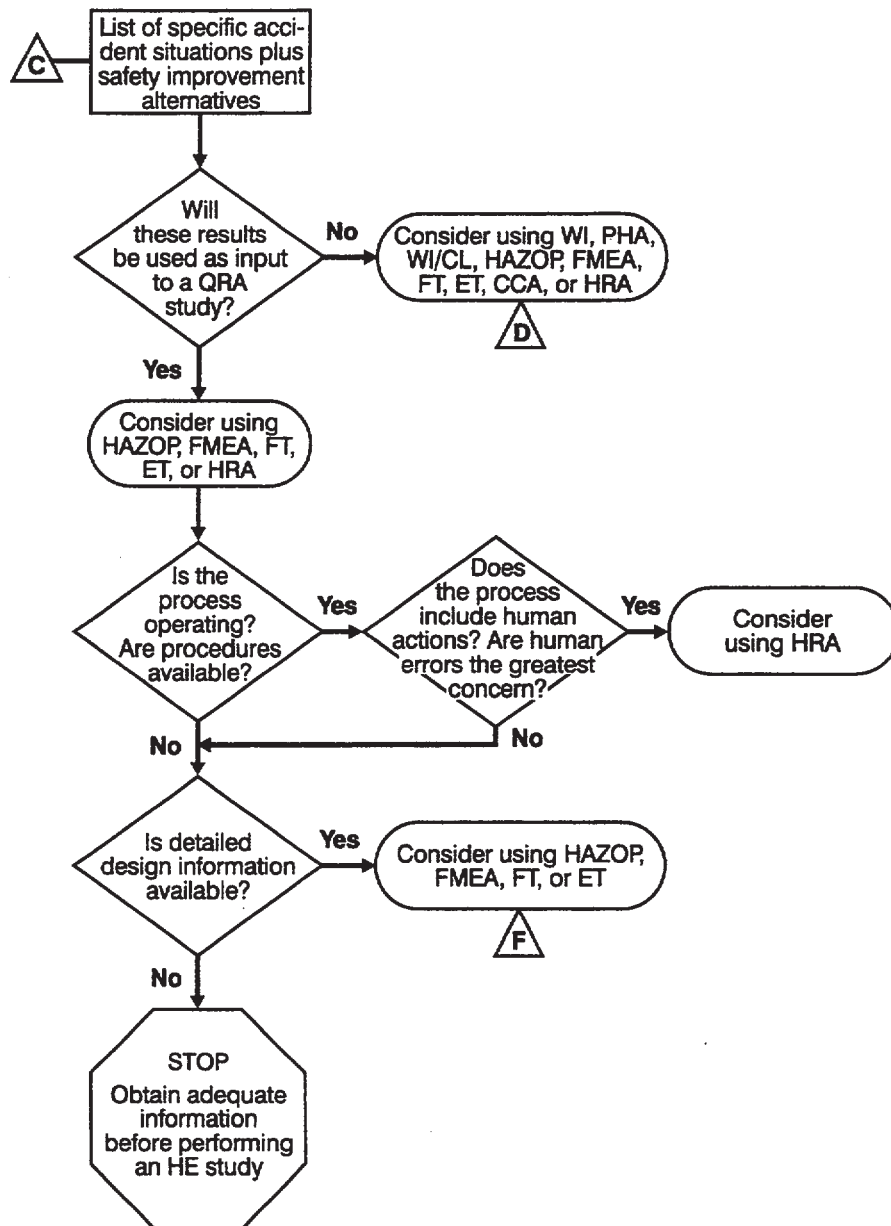 C
List of specific acci-
dent situations plus
safety improvement
alternatives
Will
these results
be used as input
to a QRA
study?
No
Consider using WI, PHA,
WI/CL, HAZOP, FMEA,
FT, ET, CCA, or HRA
D
Yes
Consider using
HAZOP, FMEA, FT,
ET, or HRA
Is the
process
operating?
Are procedures
available?
Yes
Does
the process
include human
actions? Are human
errors the greatest
concern?
Yes
Consider
using HRA
No
No
Is detailed
design information
available?
Yes
Consider using HAZOP,
FMEA, FT, or ET
F
No
STOP
Obtain adequate
information
before performing
an HE study